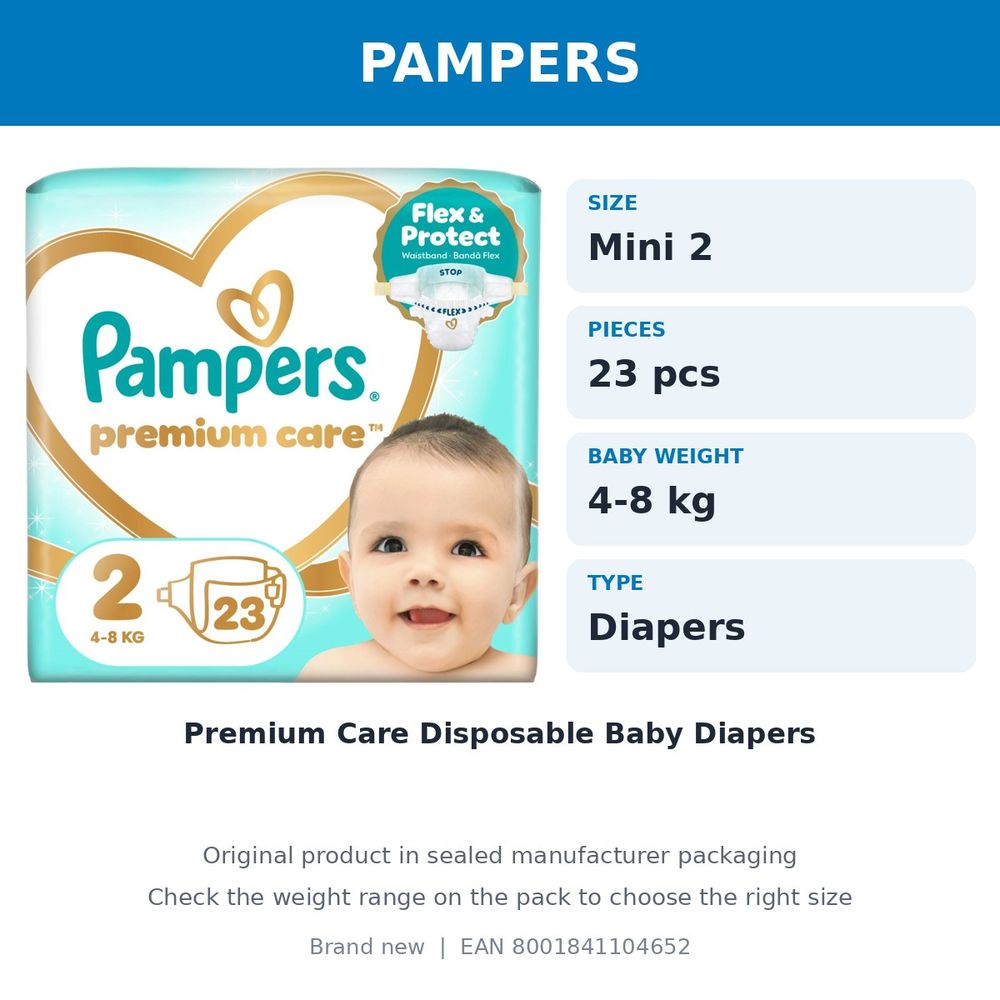 PAMPERS
Flex &
Protect
Waistband · Bandă Flex
STOP
FLEX
Pampers®
premium care™
2
4-8 KG
23
SIZE
Mini 2
PIECES
23 pcs
BABY WEIGHT
4-8 kg
TYPE
Diapers
Premium Care Disposable Baby Diapers
Original product in sealed manufacturer packaging
Check the weight range on the pack to choose the right size
Brand new | EAN 8001841104652